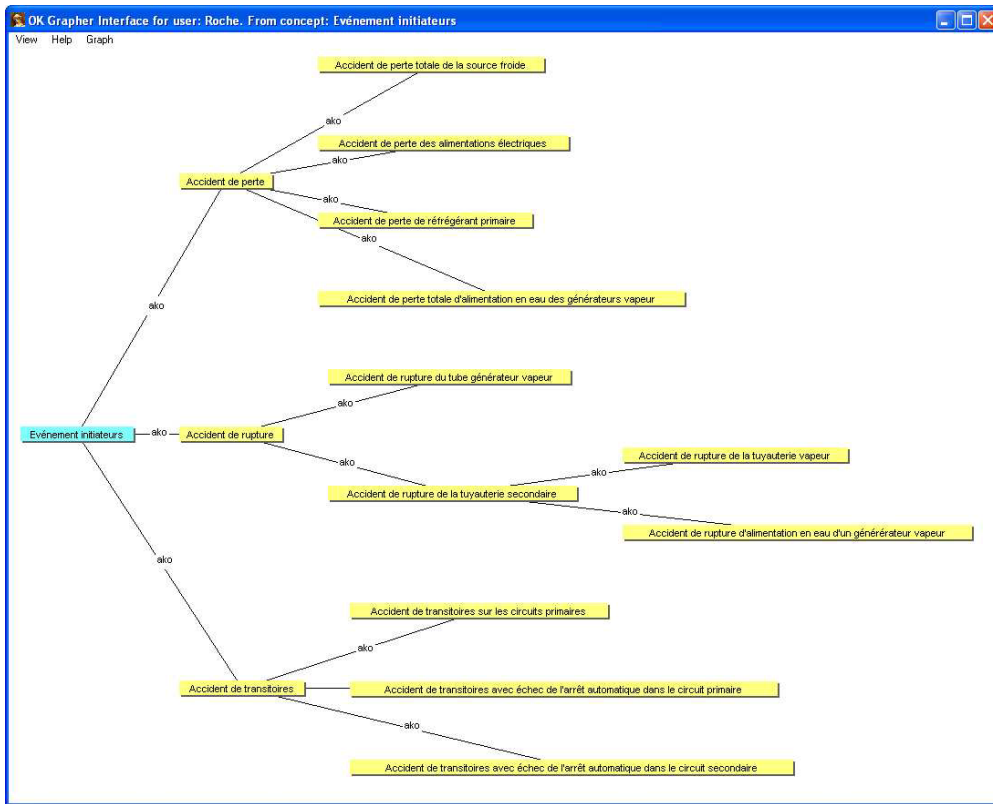 OK Grapher Interface for user: Roche. From concept: Evénement initiateurs
View Help Graph
Accident de perte totale de la source froide
ako
Accident de perte des alimentations électriques
ako
Accident de perte
ako
Accident de perte de réfrégérant primaire
ako
Accident de perte totale d'alimentation en eau des générateurs vapeur
ako
Accident de rupture du tube générateur vapeur
ako
Evénement initiateurs
ako
Accident de rupture
Accident de rupture de la tuyauterie vapeur
ako
ako
Accident de rupture de la tuyauterie secondaire
ako
Accident de rupture d'alimentation en eau d'un générérateur vapeur
ako
Accident de transitoires sur les circuits primaires
ako
Accident de transitoires
Accident de transitoires avec échec de l'arrêt automatique dans le circuit primaire
ako
Accident de transitoires avec échec de l'arrêt automatique dans le circuit secondaire